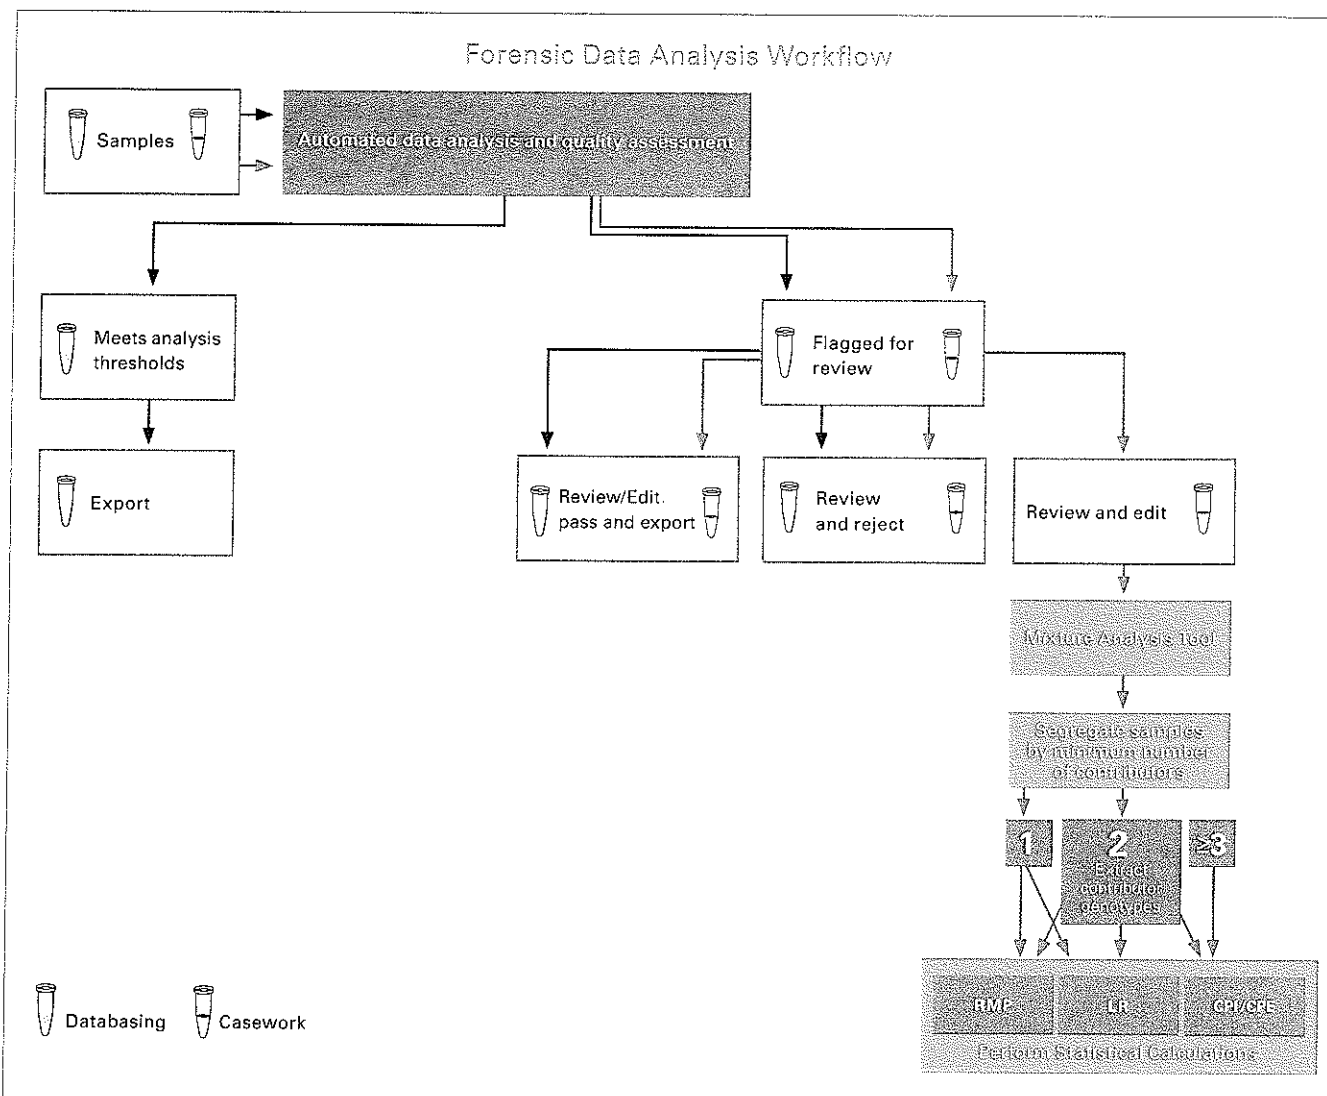 Forensic Data Analysis Workflow
Samples
Automated data analysis and quality assessment
Meets analysis
thresholds
Flagged for
review
Export
Review/Edit,
pass and export
Review
and reject
Review and edit
Mixture Analysis Tool
Segregate samples
by minimum number
of contributors
1
2
≥3
Extract
contributor
genotypes
RMP
LR
CPI/CPE
Perform Statistical Calculations
Databasing
Casework